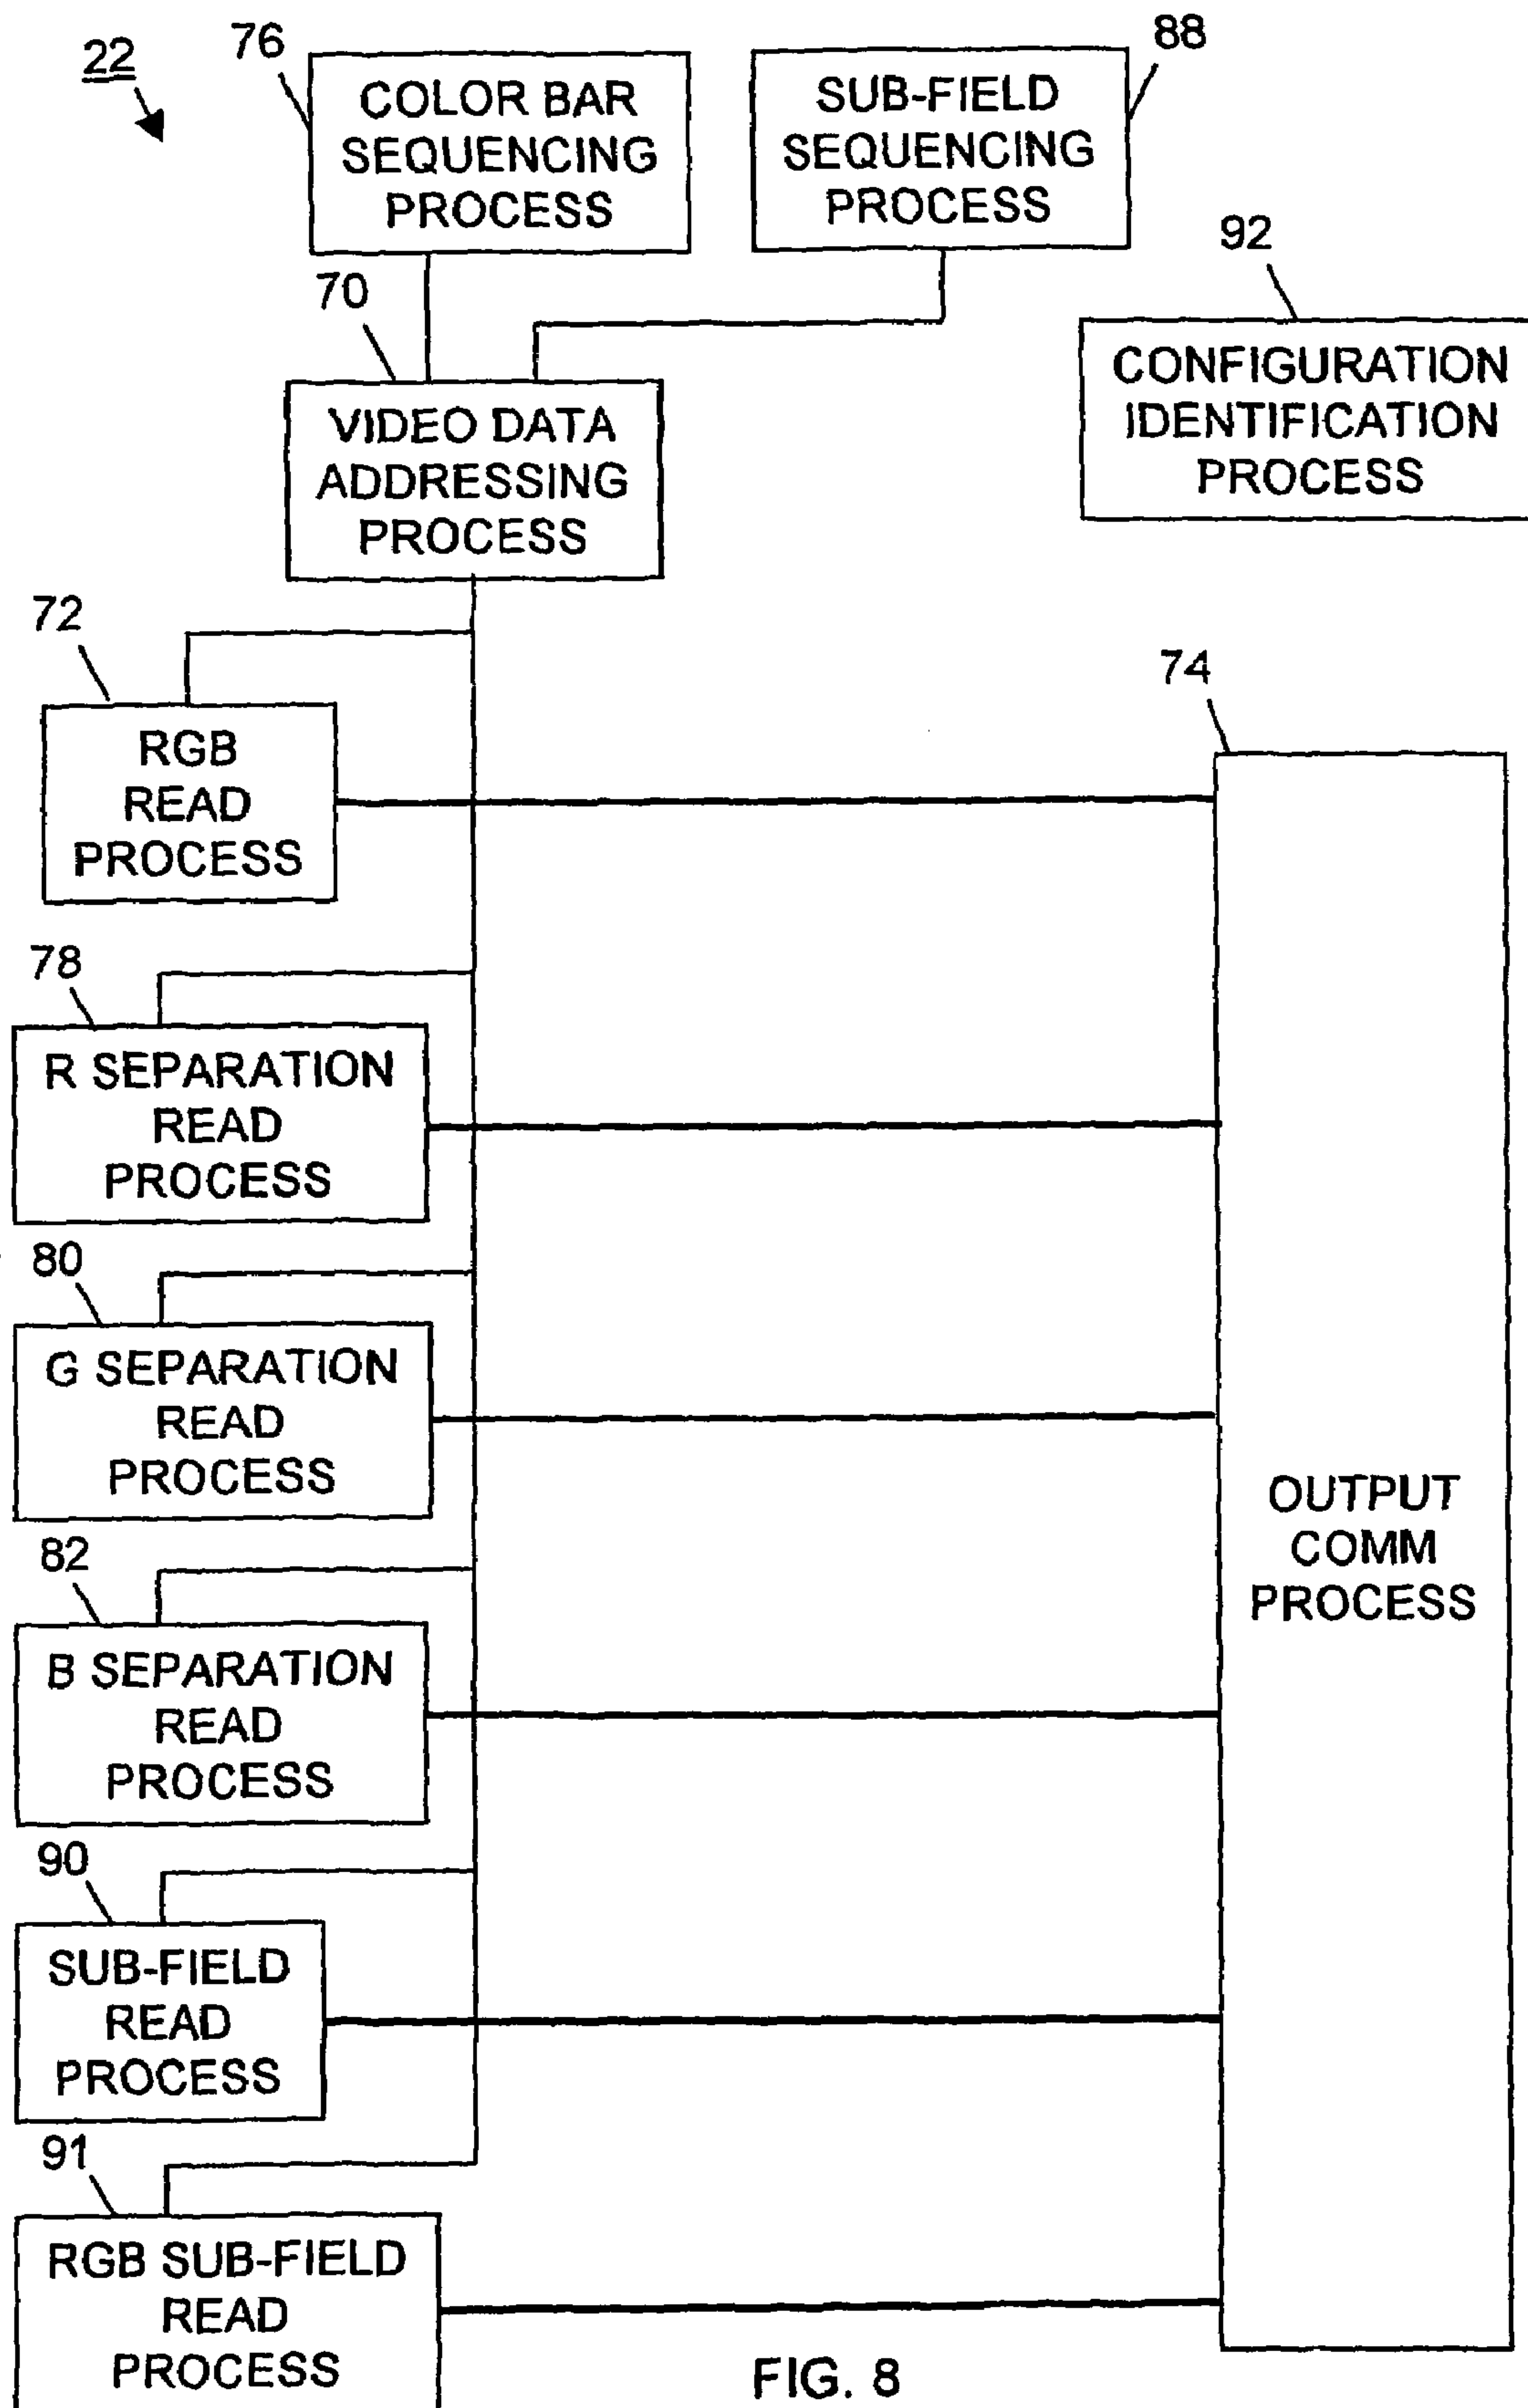 22
76
COLOR BAR
SEQUENCING
PROCESS
88
SUB-FIELD
SEQUENCING
PROCESS
92
CONFIGURATION
IDENTIFICATION
PROCESS
70
VIDEO DATA
ADDRESSING
PROCESS
72
RGB
READ
PROCESS
74
OUTPUT
COMM
PROCESS
78
R SEPARATION
READ
PROCESS
80
G SEPARATION
READ
PROCESS
82
B SEPARATION
READ
PROCESS
90
SUB-FIELD
READ
PROCESS
91
RGB SUB-FIELD
READ
PROCESS
FIG. 8